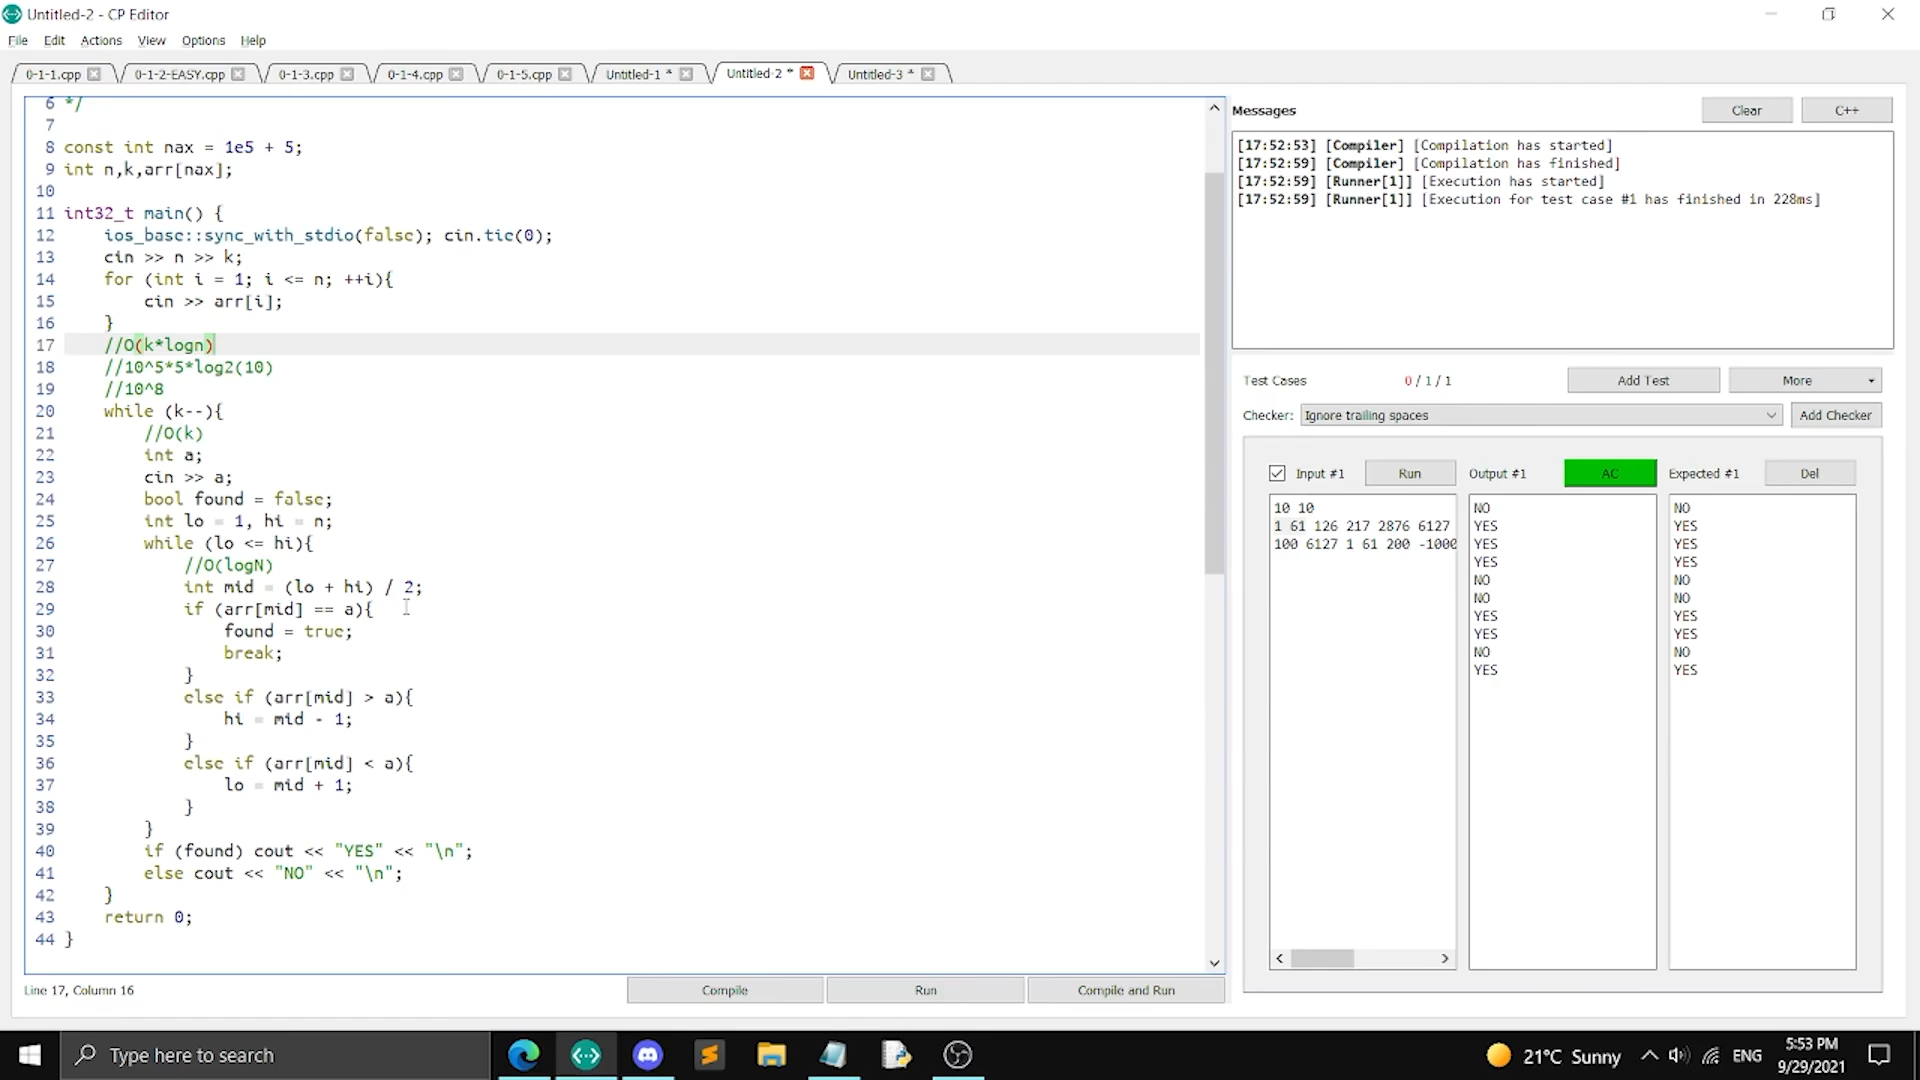 Untitled-2 - CP Editor
File Edit Actions View Options Help
0-1-1.cpp 0-1-2-EASY.cpp 0-1-3.cpp 0-1-4.cpp 0-1-5.cpp Untitled-1 * Untitled-2 * Untitled-3 *
6 */
7
8 const int nax = 1e5 + 5;
9 int n,k,arr[nax];
10
11 int32_t main() {
12 ios_base::sync_with_stdio(false); cin.tie(0);
13 cin >> n >> k;
14 for (int i = 1; i <= n; ++i){
15 cin >> arr[i];
16 }
17 //O(k*logn)
18 //10^5*5*log2(10)
19 //10^8
20 while (k--){
21 //O(k)
22 int a;
23 cin >> a;
24 bool found = false;
25 int lo = 1, hi = n;
26 while (lo <= hi){
27 //O(logN)
28 int mid = (lo + hi) / 2;
29 if (arr[mid] == a){
30 found = true;
31 break;
32 }
33 else if (arr[mid] > a){
34 hi = mid - 1;
35 }
36 else if (arr[mid] < a){
37 lo = mid + 1;
38 }
39 }
40 if (found) cout << "YES" << "\n";
41 else cout << "NO" << "\n";
42 }
43 return 0;
44 }
Line 17, Column 16
Compile Run Compile and Run
Messages Clear C++
[17:52:53] [Compiler] [Compilation has started]
[17:52:59] [Compiler] [Compilation has finished]
[17:52:59] [Runner[1]] [Execution has started]
[17:52:59] [Runner[1]] [Execution for test case #1 has finished in 228ms]
Test Cases 0 / 1 / 1 Add Test More
Checker: Ignore trailing spaces Add Checker
Input #1 Run Output #1 AC Expected #1 Del
10 10
1 61 126 217 2876 6127
100 6127 1 61 200 -1000
NO
YES
YES
YES
NO
NO
YES
YES
NO
YES
NO
YES
YES
YES
NO
NO
YES
YES
NO
YES
Type here to search
21°C Sunny
ENG
5:53 PM
9/29/2021